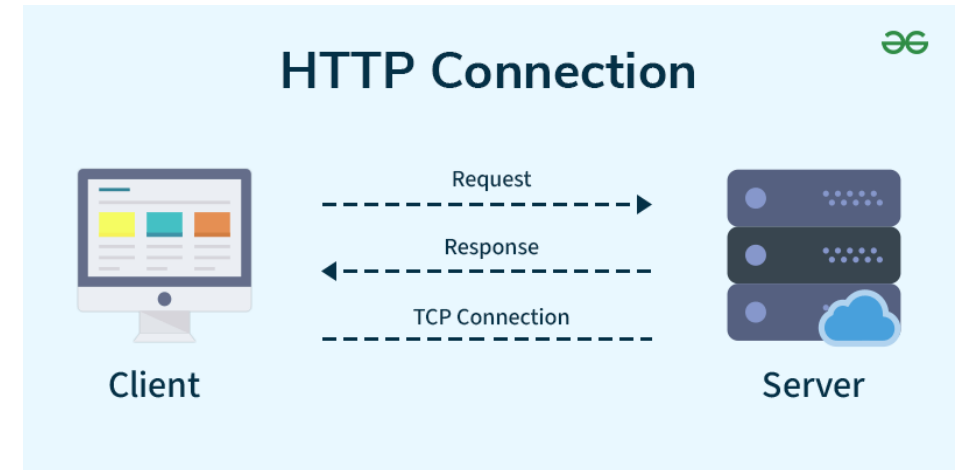 HTTP Connection
Request
Response
TCP Connection
Client
Server